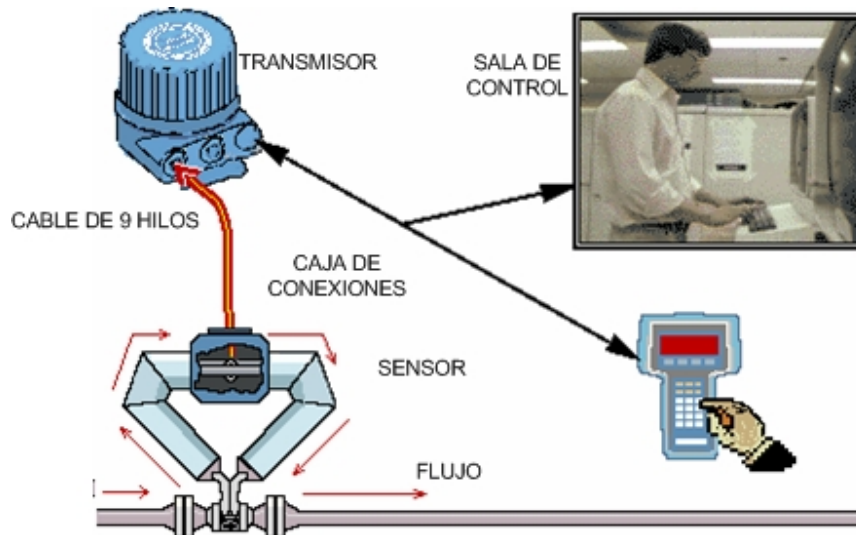 TRANSMISOR
SALA DE
CONTROL
CABLE DE 9 HILOS
CAJA DE
CONEXIONES
SENSOR
FLUJO